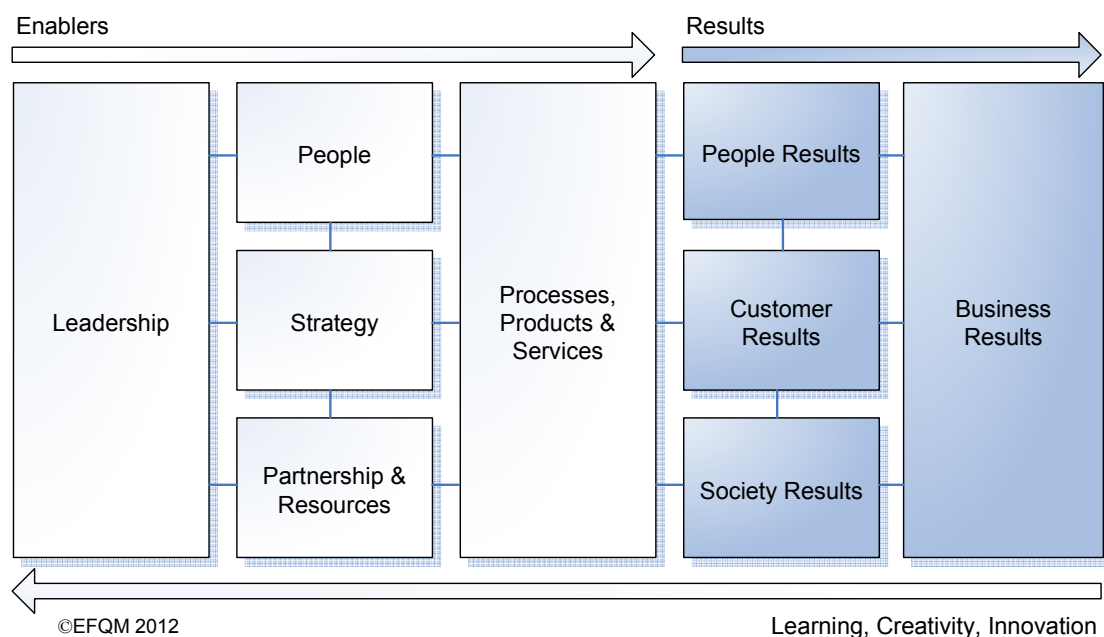 Enablers
Results
Leadership
People
Strategy
Partnership &
Resources
Processes,
Products &
Services
People Results
Customer
Results
Society Results
Business
Results
©EFQM 2012
Learning, Creativity, Innovation